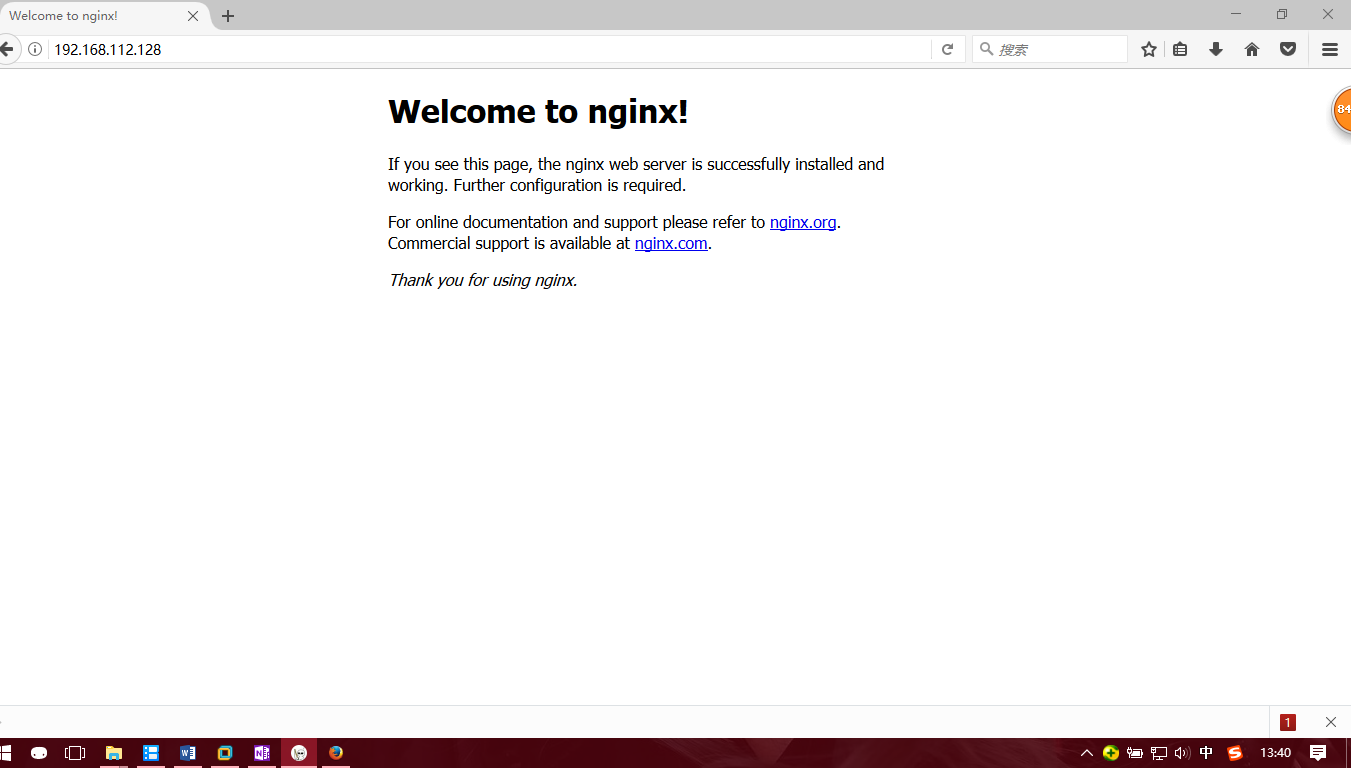 Welcome to nginx!
192.168.112.128
搜索
Welcome to nginx!
84
If you see this page, the nginx web server is successfully installed and
working. Further configuration is required.
For online documentation and support please refer to nginx.org.
Commercial support is available at nginx.com.
Thank you for using nginx.
1
中
13:40